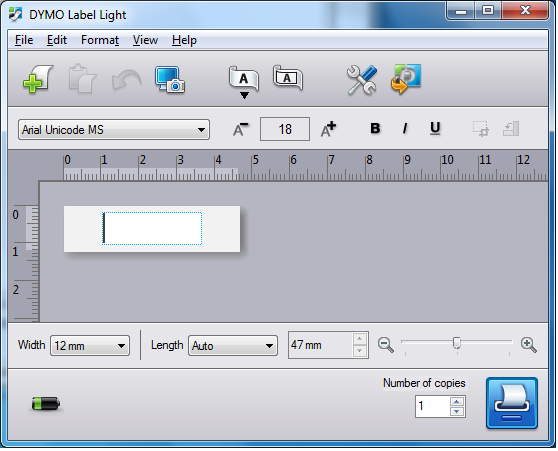 DYMO Label Light
File Edit Format View Help
A A
Arial Unicode MS A 18 A B I U
0 1 2 3 4 5 6 7 8 9 10 11 12
0
1
2
Width 12 mm Length Auto 47 mm
Number of copies
1